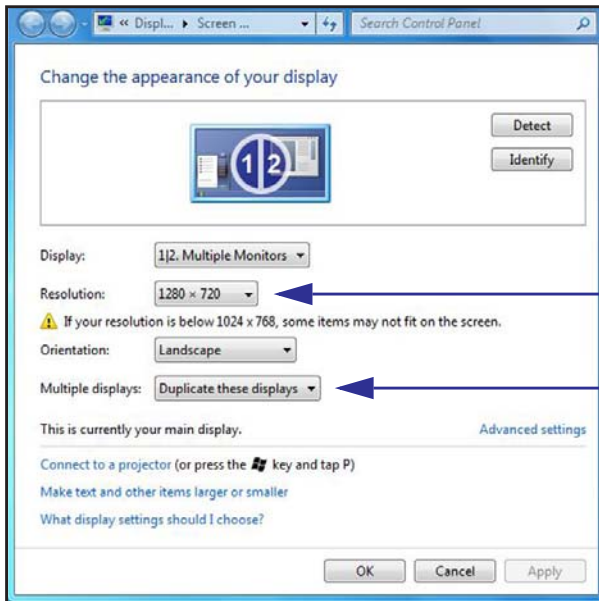 « Displ... ▸ Screen ... Search Control Panel
Change the appearance of your display
1 2
Detect
Identify
Display: 1|2. Multiple Monitors
Resolution: 1280 × 720
If your resolution is below 1024 x 768, some items may not fit on the screen.
Orientation: Landscape
Multiple displays: Duplicate these displays
This is currently your main display. Advanced settings
Connect to a projector (or press the key and tap P)
Make text and other items larger or smaller
What display settings should I choose?
OK Cancel Apply